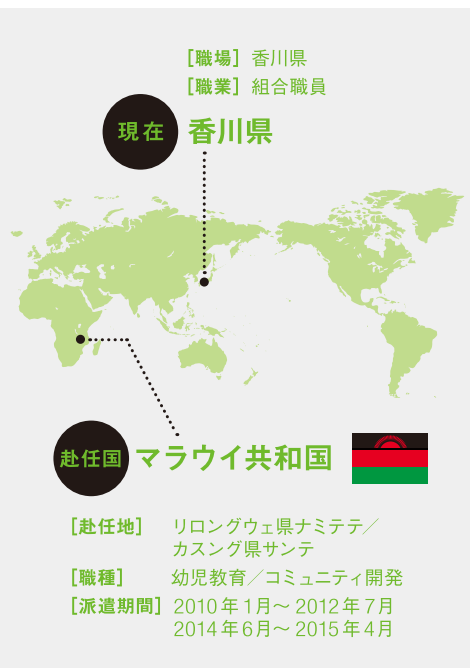 ［職場］香川県
［職業］組合職員
現在 香川県
赴任国 マラウイ共和国
［赴任地］ リロングウェ県ナミテテ／
カスング県サンテ
［職種］ 幼児教育／コミュニティ開発
［派遣期間］ 2010年1月～2012年7月
2014年6月～2015年4月